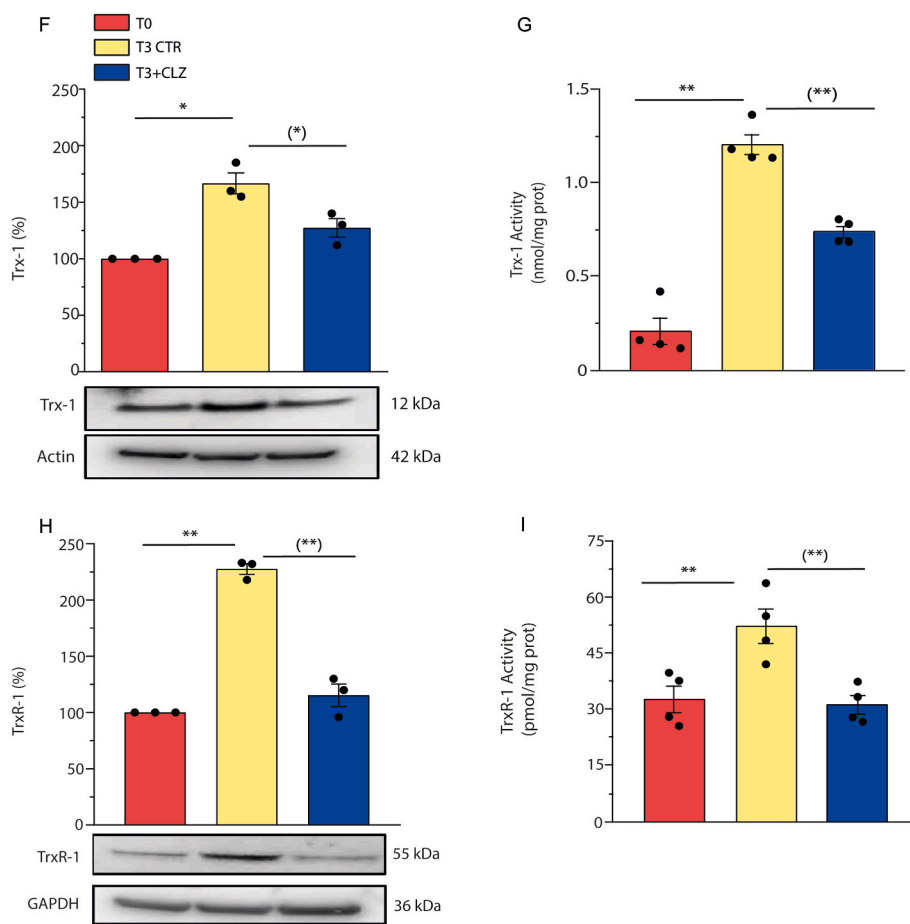 F
T0
T3 CTR
T3+CLZ
250
200
150
100
50
0
Trx-1 (%)
*
(*)
Trx-1
12 kDa
Actin
42 kDa
G
1.5
1.2
0.5
0.25
0
Trx-1 Activity
(nmol/mg prot)
**
(**)
H
250
200
150
100
50
0
TrxR-1 (%)
**
(**)
TrxR-1
55 kDa
GAPDH
36 kDa
I
75
60
45
30
15
0
TrxR-1 Activity
(pmol/mg prot)
**
(**)